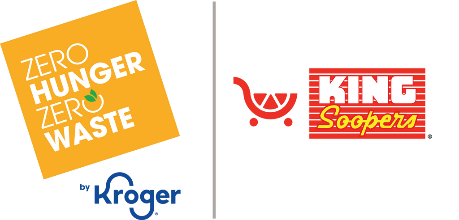 ZERO
HUNGER
ZERO
WASTE
by Kroger®
KING
Soopers®